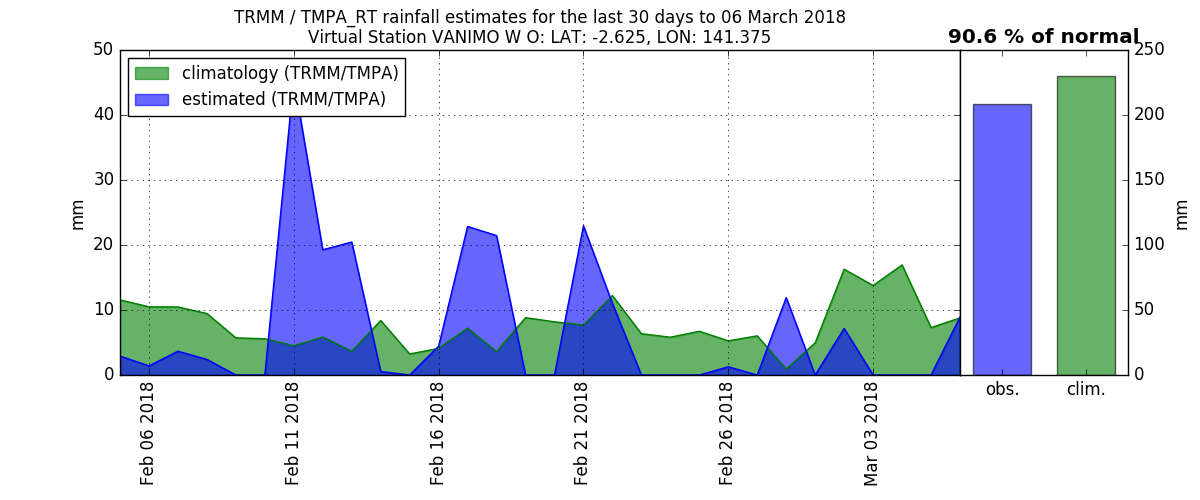 TRMM / TMPA_RT rainfall estimates for the last 30 days to 06 March 2018
Virtual Station VANIMO W O: LAT: -2.625, LON: 141.375
90.6 % of normal
climatology (TRMM/TMPA)
estimated (TRMM/TMPA)
50
40
30
20
10
0
mm
250
200
150
100
50
0
mm
obs.
clim.
Feb 06 2018
Feb 11 2018
Feb 16 2018
Feb 21 2018
Feb 26 2018
Mar 03 2018